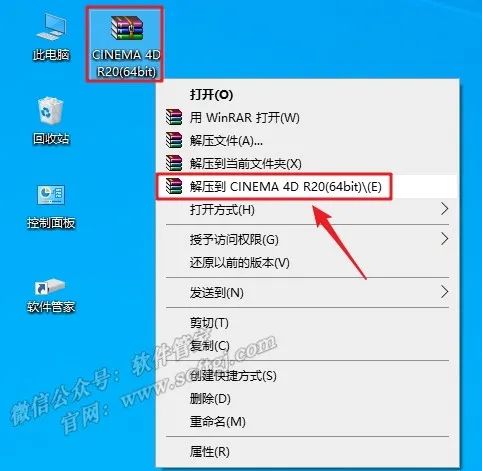 此电脑
CINEMA 4D
R20(64bit)
回收站
控制面板
软件管家
打开(O)
用 WinRAR 打开(W)
解压文件(A)...
解压到当前文件夹(X)
解压到 CINEMA 4D R20(64bit)\(E)
打开方式(H)
授予访问权限(G)
还原以前的版本(V)
发送到(N)
剪切(T)
复制(C)
创建快捷方式(S)
删除(D)
重命名(M)
属性(R)
微信公众号：软件管家
官网：www.softgj.com